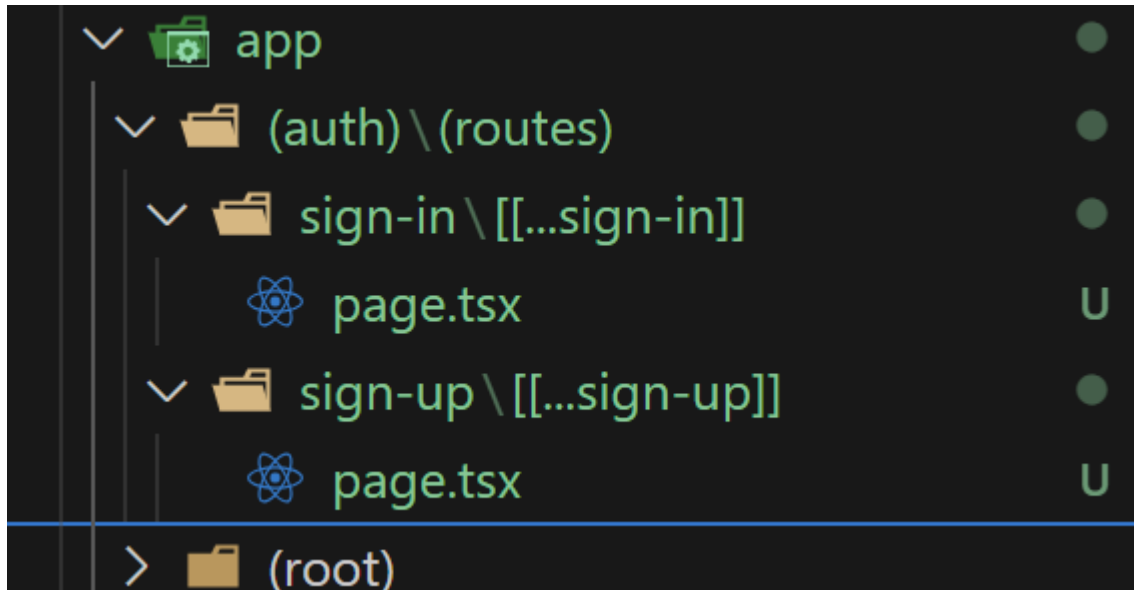 app
(auth)\(routes)
sign-in\[[...sign-in]]
page.tsx U
sign-up\[[...sign-up]]
page.tsx U
(root)